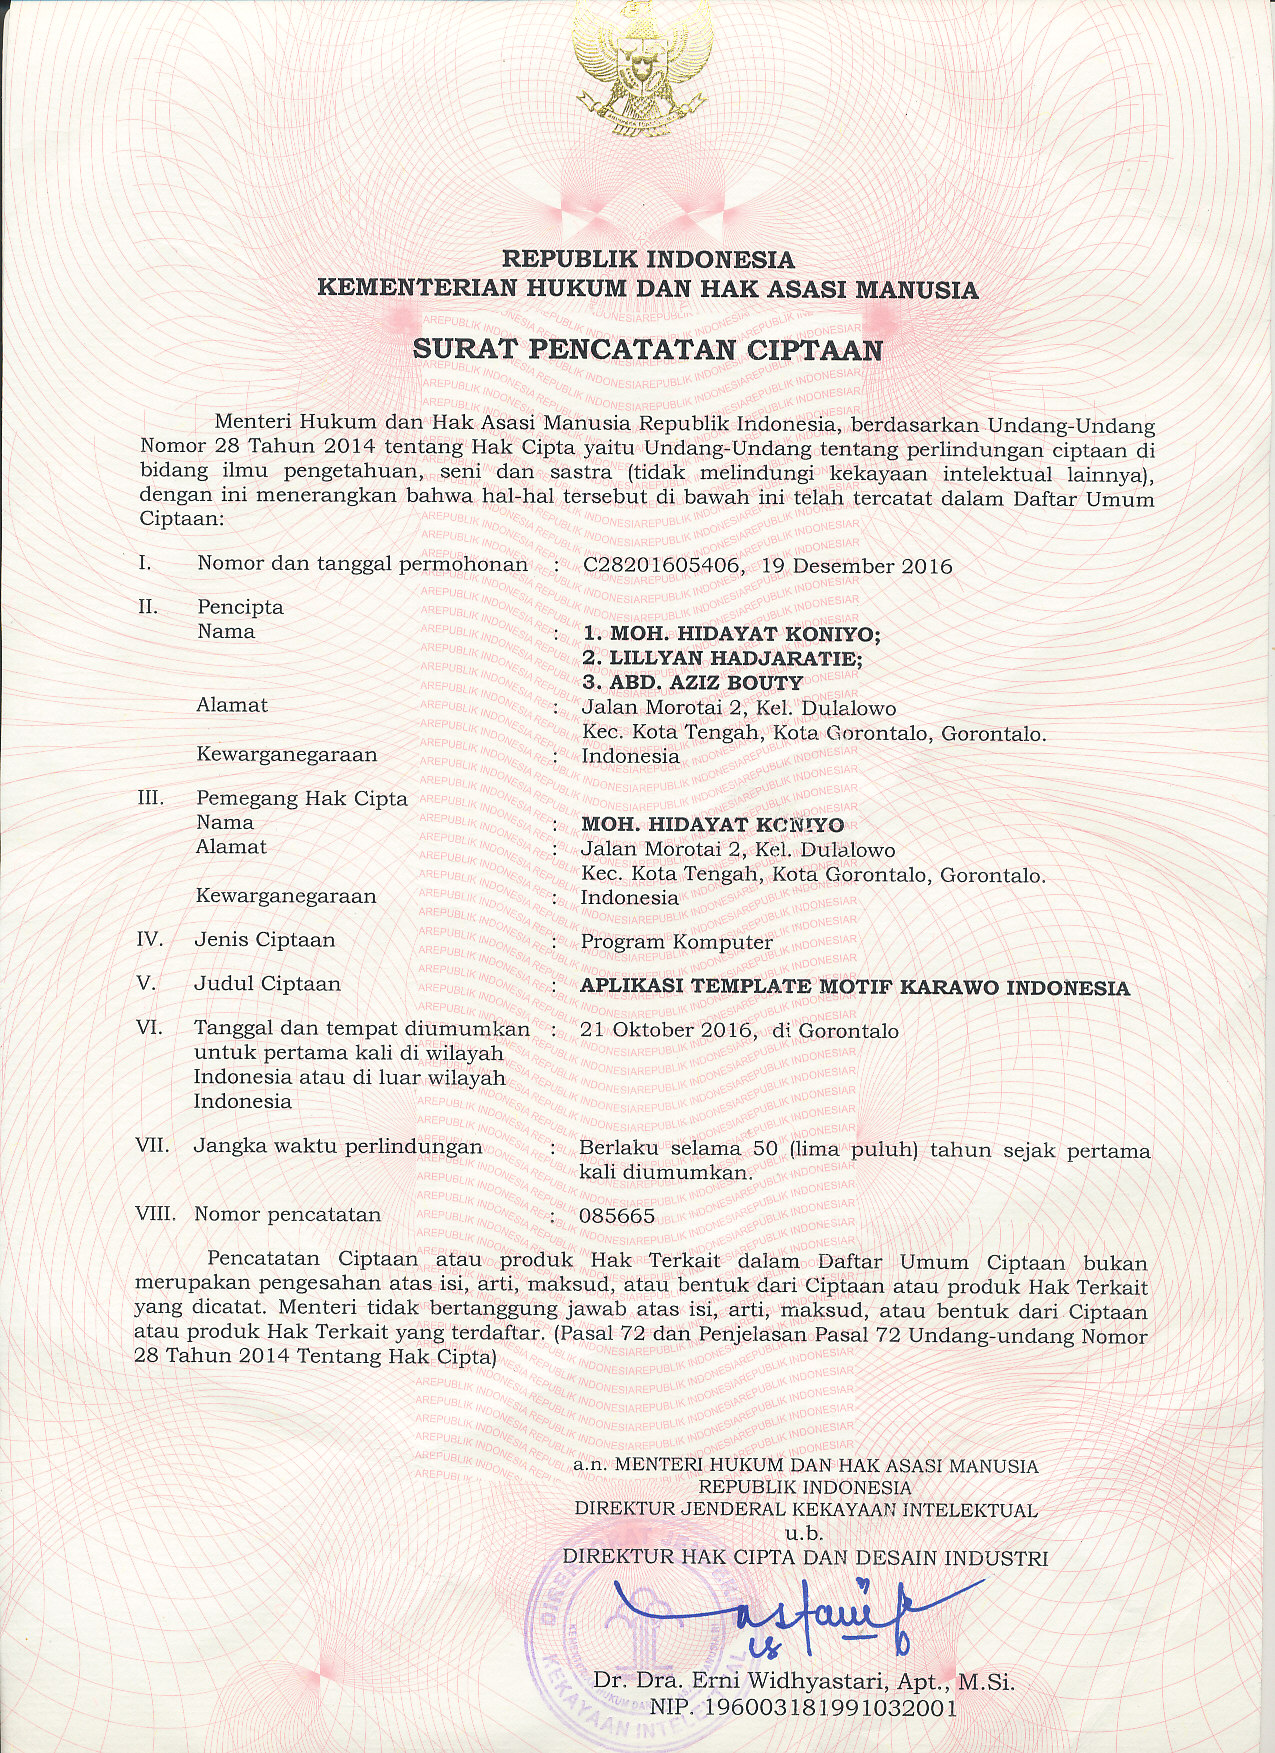 REPUBLIK INDONESIA
KEMENTERIAN HUKUM DAN HAK ASASI MANUSIA
SURAT PENCATATAN CIPTAAN
Menteri Hukum dan Hak Asasi Manusia Republik Indonesia, berdasarkan Undang-Undang
Nomor 28 Tahun 2014 tentang Hak Cipta yaitu Undang-Undang tentang perlindungan ciptaan di
bidang ilmu pengetahuan, seni dan sastra (tidak melindungi kekayaan intelektual lainnya),
dengan ini menerangkan bahwa hal-hal tersebut di bawah ini telah tercatat dalam Daftar Umum
Ciptaan:
I. Nomor dan tanggal permohonan : C28201605406, 19 Desember 2016
II. Pencipta
Nama : 1. MOH. HIDAYAT KONIYO;
2. LILLYAN HADJARATIE;
3. ABD. AZIZ BOUTY
Alamat : Jalan Morotai 2, Kel. Dulalowo
Kec. Kota Tengah, Kota Gorontalo, Gorontalo.
Kewarganegaraan : Indonesia
III. Pemegang Hak Cipta
Nama : MOH. HIDAYAT KONIYO
Alamat : Jalan Morotai 2, Kel. Dulalowo
Kec. Kota Tengah, Kota Gorontalo, Gorontalo.
Kewarganegaraan : Indonesia
IV. Jenis Ciptaan : Program Komputer
V. Judul Ciptaan : APLIKASI TEMPLATE MOTIF KARAWO INDONESIA
VI. Tanggal dan tempat diumumkan : 21 Oktober 2016, di Gorontalo
untuk pertama kali di wilayah
Indonesia atau di luar wilayah
Indonesia
VII. Jangka waktu perlindungan : Berlaku selama 50 (lima puluh) tahun sejak pertama
kali diumumkan.
VIII. Nomor pencatatan : 085665
Pencatatan Ciptaan atau produk Hak Terkait dalam Daftar Umum Ciptaan bukan
merupakan pengesahan atas isi, arti, maksud, atau bentuk dari Ciptaan atau produk Hak Terkait
yang dicatat. Menteri tidak bertanggung jawab atas isi, arti, maksud, atau bentuk dari Ciptaan
atau produk Hak Terkait yang terdaftar. (Pasal 72 dan Penjelasan Pasal 72 Undang-undang Nomor
28 Tahun 2014 Tentang Hak Cipta)
a.n. MENTERI HUKUM DAN HAK ASASI MANUSIA
REPUBLIK INDONESIA
DIREKTUR JENDERAL KEKAYAAN INTELEKTUAL
u.b.
DIREKTUR HAK CIPTA DAN DESAIN INDUSTRI
Dr. Dra. Erni Widhyastari, Apt., M.Si.
NIP. 196003181991032001